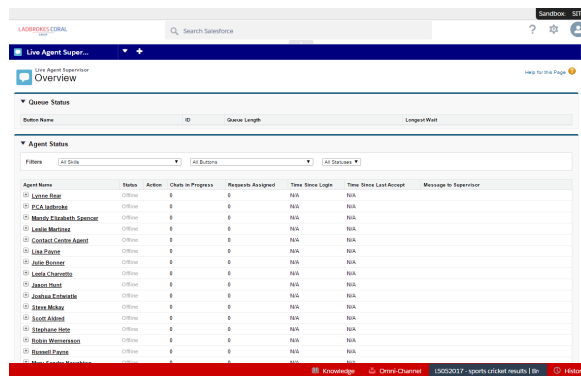 Sandbox: SIT
LADBROKES CORAL
Search Salesforce
Live Agent Super...
Live Agent Supervisor
Overview
Help for this Page
Queue Status
Button Name ID Queue Length Longest Wait
Agent Status
Filters All Skills All Buttons All Statuses
Agent Name Status Action Chats in Progress Requests Assigned Time Since Login Time Since Last Accept Message to Supervisor
Lynne Rear Offline 0 0 N/A N/A
PCA ladbroke Offline 0 0 N/A N/A
Mandy Elizabeth Spencer Offline 0 0 N/A N/A
Leslie Martinez Offline 0 0 N/A N/A
Contact Centre Agent Offline 0 0 N/A N/A
Lisa Payne Offline 0 0 N/A N/A
Julie Bonner Offline 0 0 N/A N/A
Leela Charvetto Offline 0 0 N/A N/A
Jason Hunt Offline 0 0 N/A N/A
Joshua Entwistle Offline 0 0 N/A N/A
Steve Mckay Offline 0 0 N/A N/A
Scott Aldred Offline 0 0 N/A N/A
Stephane Hete Offline 0 0 N/A N/A
Robin Wernersson Offline 0 0 N/A N/A
Russell Payne Offline 0 0 N/A N/A
Knowledge Omni-Channel L5052017 - sports cricket results | Bri Histor